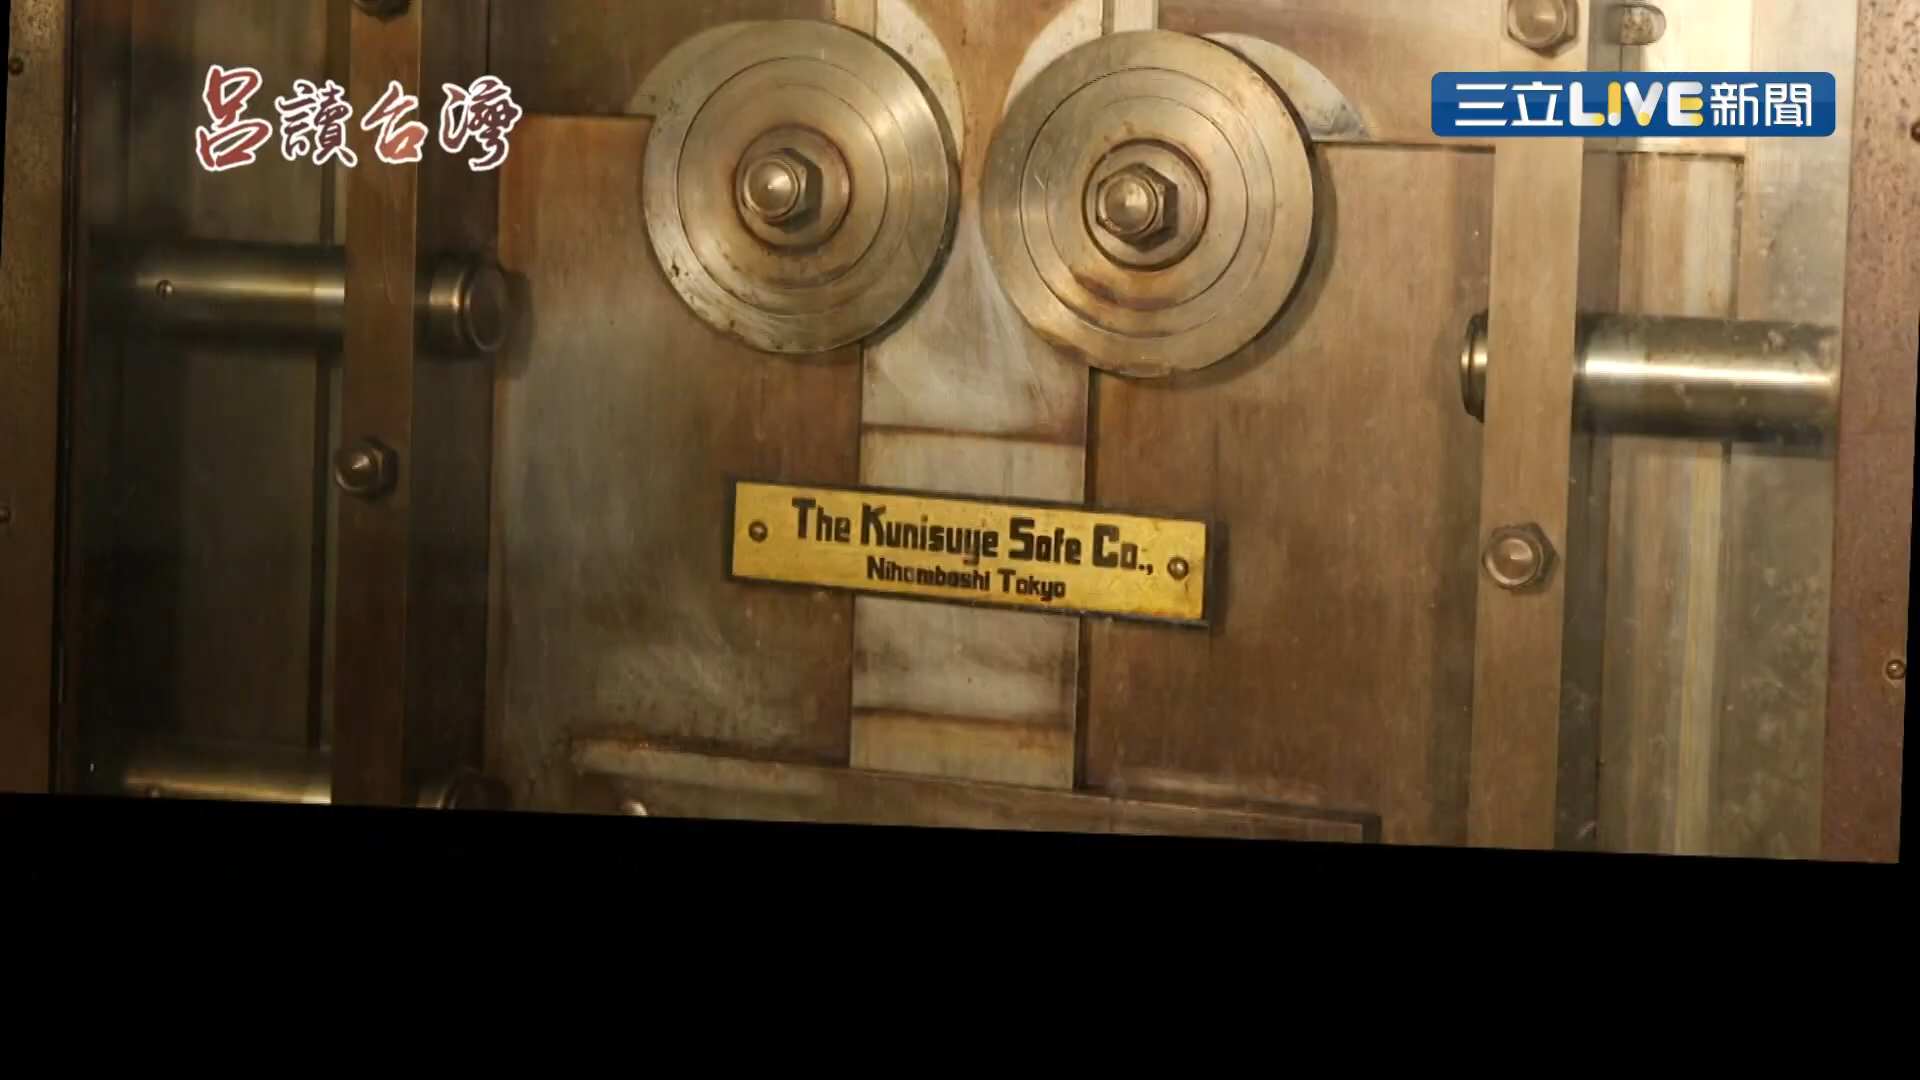 呂讀台灣
三立LIVE新聞
The Kunisuye Safe Co.,
Nihombashi Tokyo